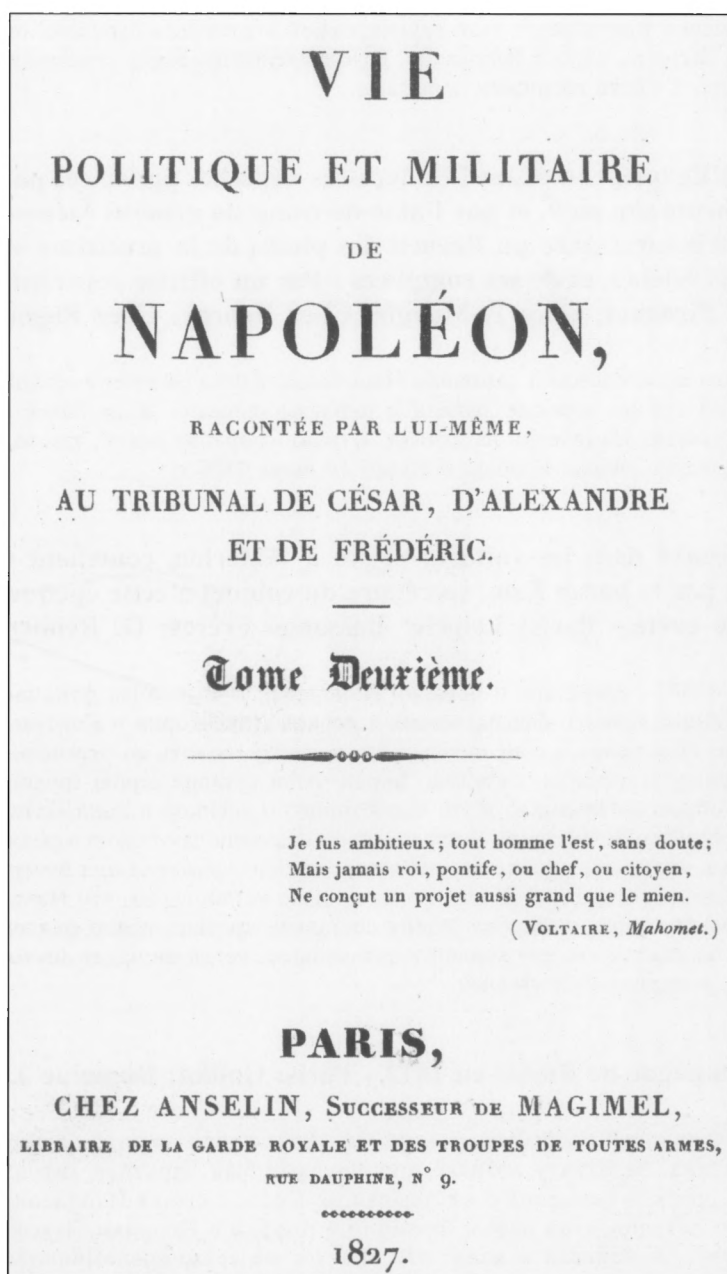 VIE
POLITIQUE ET MILITAIRE
DE
NAPOLÉON,
RACONTÉE PAR LUI-MÊME,
AU TRIBUNAL DE CÉSAR, D'ALEXANDRE
ET DE FRÉDÉRIC.
Tome Deuxième.
Je fus ambitieux; tout homme l'est, sans doute;
Mais jamais roi, pontife, ou chef, ou citoyen,
Ne conçut un projet aussi grand que le mien.
(VOLTAIRE, Mahomet.)
PARIS,
CHEZ ANSELIN, SUCCESSEUR DE MAGIMEL,
LIBRAIRE DE LA GARDE ROYALE ET DES TROUPES DE TOUTES ARMES,
RUE DAUPHINE, N° 9.
1827.